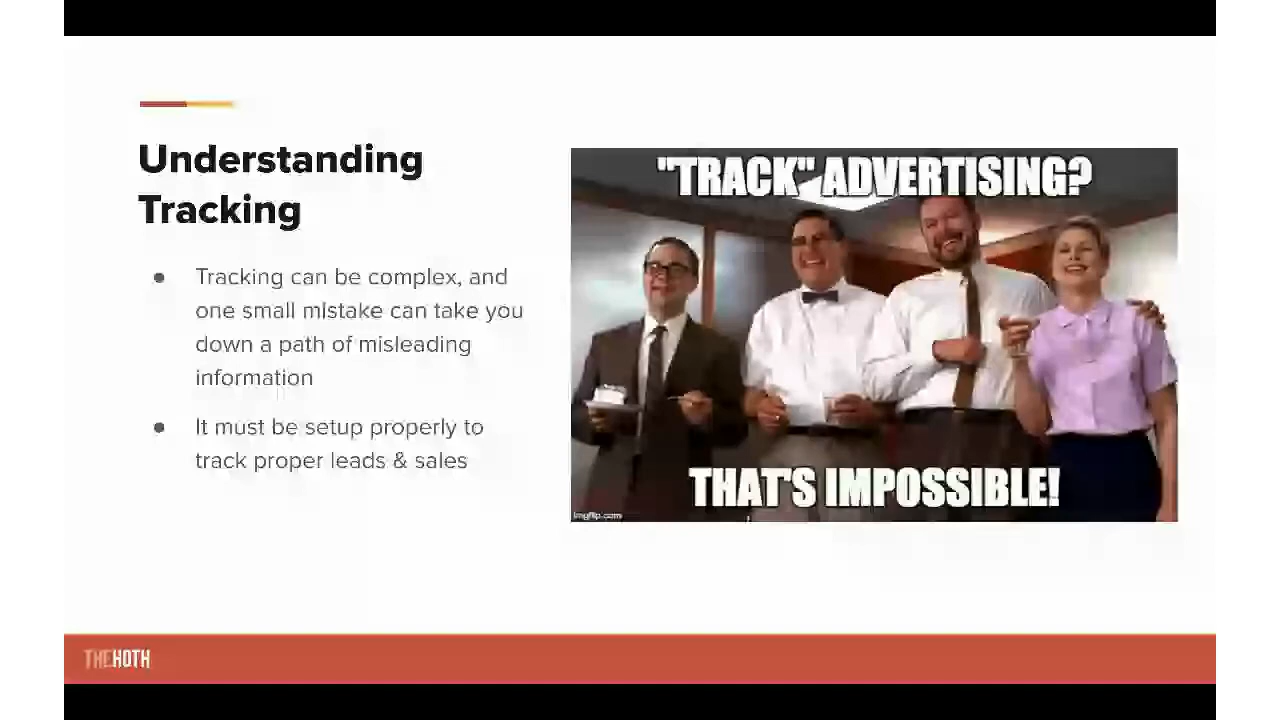 Understanding
Tracking
● Tracking can be complex, and
one small mistake can take you
down a path of misleading
information
● It must be setup properly to
track proper leads & sales
"TRACK" ADVERTISING?
THAT'S IMPOSSIBLE!
imgflip.com
THEHOTH